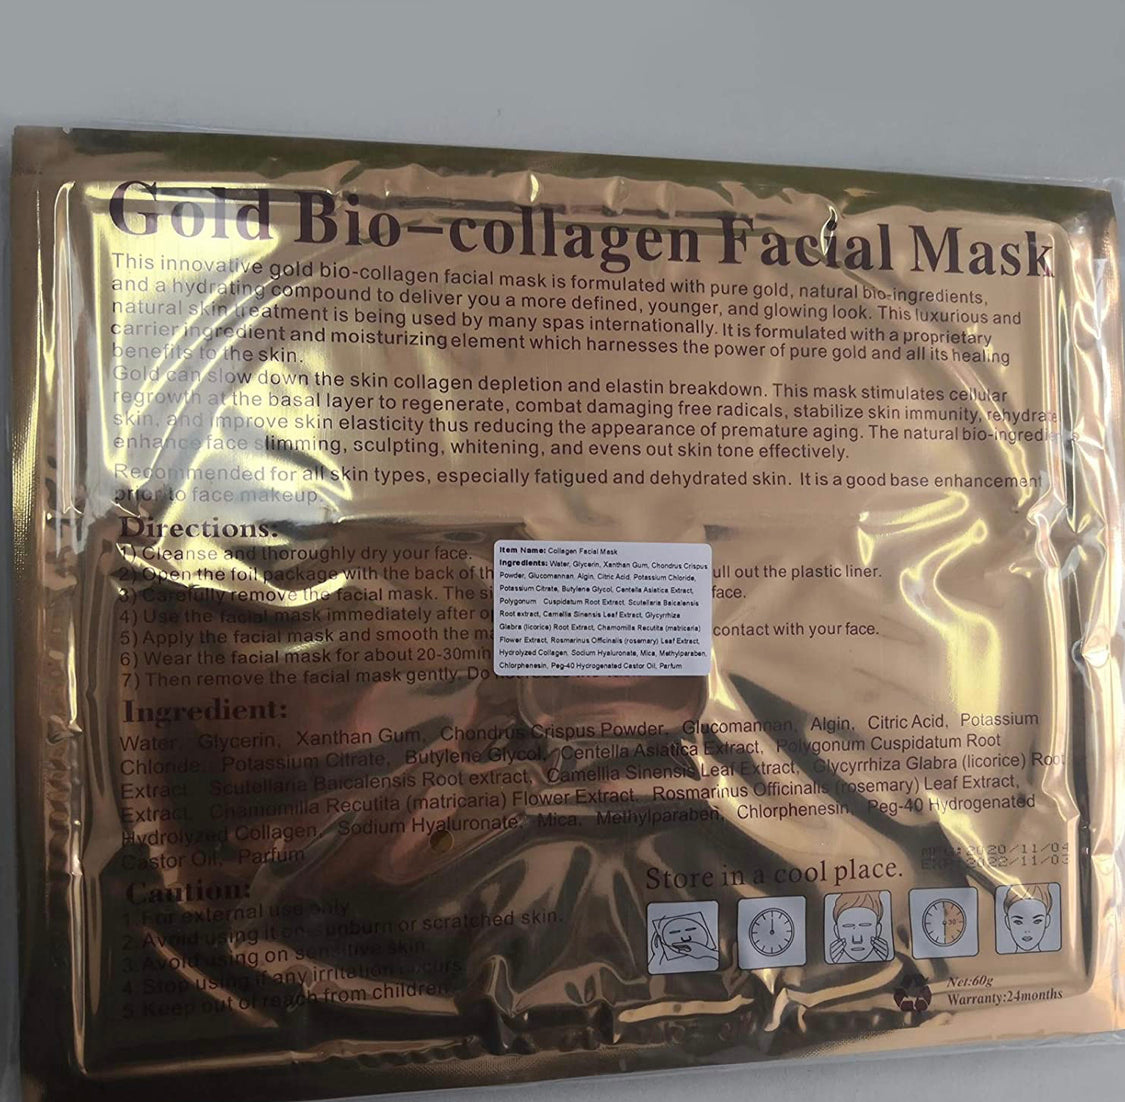 Gold Bio-collagen Facial Mask
This innovative gold bio-collagen facial mask is formulated with pure gold, natural bio-ingredients,
and a hydrating compound to deliver you a more defined, younger, and glowing look. This luxurious and
natural skin treatment is being used by many spas internationally. It is formulated with a proprietary
carrier ingredient and moisturizing element which harnesses the power of pure gold and all its healing
benefits to the skin.
Gold can slow down the skin collagen depletion and elastin breakdown. This mask stimulates cellular
regrowth at the basal layer to regenerate, combat damaging free radicals, stabilize skin immunity, rehydrate
skin, and improve skin elasticity thus reducing the appearance of premature aging. The natural bio-ingredients
enhance face slimming, sculpting, whitening, and evens out skin tone effectively.
Recommended for all skin types, especially fatigued and dehydrated skin. It is a good base enhancement
prior to face makeup.
Directions:
1) Cleanse and thoroughly dry your face.
2) Open the foil package with the back of th ull out the plastic liner.
3) Carefully remove the facial mask. The si face.
4) Use the facial mask immediately after o
5) Apply the facial mask and smooth the ma contact with your face.
6) Wear the facial mask for about 20-30min
7) Then remove the facial mask gently. Do
Item Name: Collagen Facial Mask
Ingredients: Water, Glycerin, Xanthan Gum, Chondrus Crispus
Powder, Glucomannan, Algin, Citric Acid, Potassium Chloride,
Potassium Citrate, Butylene Glycol, Centella Asiatica Extract,
Polygonum Cuspidatum Root Extract, Scutellaria Baicalensis
Root extract, Camellia Sinensis Leaf Extract, Glycyrrhiza
Glabra (licorice) Root Extract, Chamomilla Recutita (matricaria)
Flower Extract, Rosmarinus Officinalis (rosemary) Leaf Extract,
Hydrolyzed Collagen, Sodium Hyaluronate, Mica, Methylparaben,
Chlorphenesin, Peg-40 Hydrogenated Castor Oil, Parfum
Ingredient:
Water, Glycerin, Xanthan Gum, Chondrus Crispus Powder, Glucomannan, Algin, Citric Acid, Potassium
Chloride, Potassium Citrate, Butylene Glycol, Centella Asiatica Extract, Polygonum Cuspidatum Root
Extract, Scutellaria Baicalensis Root extract, Camellia Sinensis Leaf Extract, Glycyrrhiza Glabra (licorice) Root
Extract, Chamomilla Recutita (matricaria) Flower Extract, Rosmarinus Officinalis (rosemary) Leaf Extract,
Hydrolyzed Collagen, Sodium Hyaluronate, Mica, Methylparaben, Chlorphenesin, Peg-40 Hydrogenated
Castor Oil, Parfum
MFG: 2020/11/04
EXP: 2022/11/03
Caution:
1. For external use only
2. Avoid using it on sunburn or scratched skin.
3. Avoid using on sensitive skin.
4. Stop using if any irritation occurs
5. Keep out of reach from children
Store in a cool place.
30
Net:60g
Warranty:24months